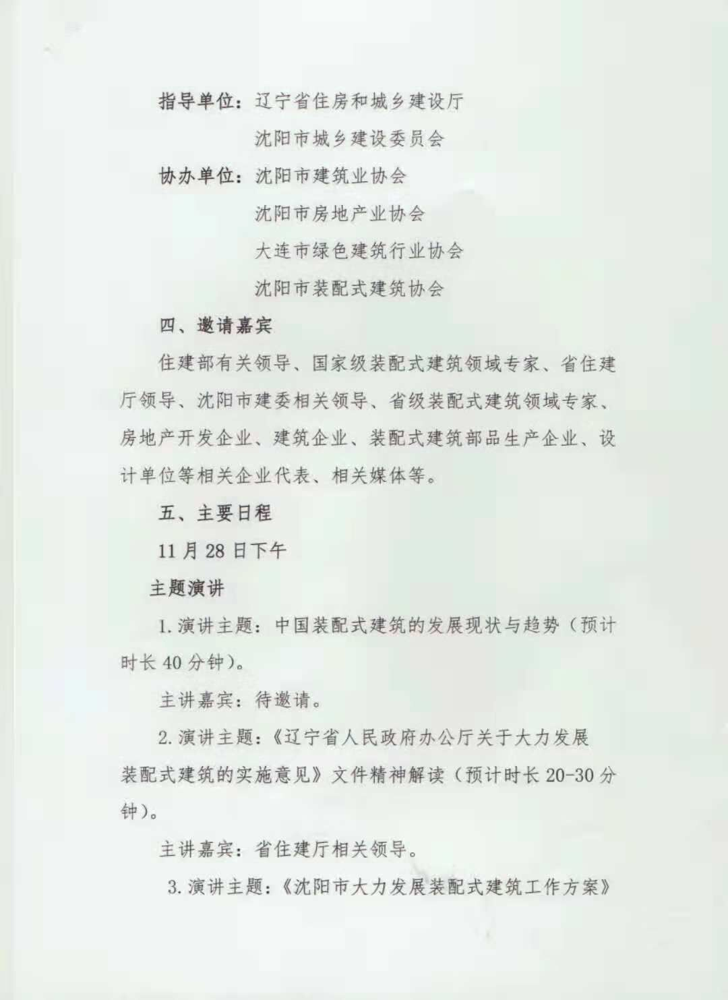 指导单位：辽宁省住房和城乡建设厅
沈阳市城乡建设委员会
协办单位：沈阳市建筑业协会
沈阳市房地产业协会
大连市绿色建筑行业协会
沈阳市装配式建筑协会
四、邀请嘉宾
住建部有关领导、国家级装配式建筑领域专家、省住建
厅领导、沈阳市建委相关领导、省级装配式建筑领域专家、
房地产开发企业、建筑企业、装配式建筑部品生产企业、设
计单位等相关企业代表、相关媒体等。
五、主要日程
11月28日下午
主题演讲
1.演讲主题：中国装配式建筑的发展现状与趋势（预计
时长40分钟）。
主讲嘉宾：待邀请。
2.演讲主题：《辽宁省人民政府办公厅关于大力发展
装配式建筑的实施意见》文件精神解读（预计时长20-30分
钟）。
主讲嘉宾：省住建厅相关领导。
3.演讲主题：《沈阳市大力发展装配式建筑工作方案》